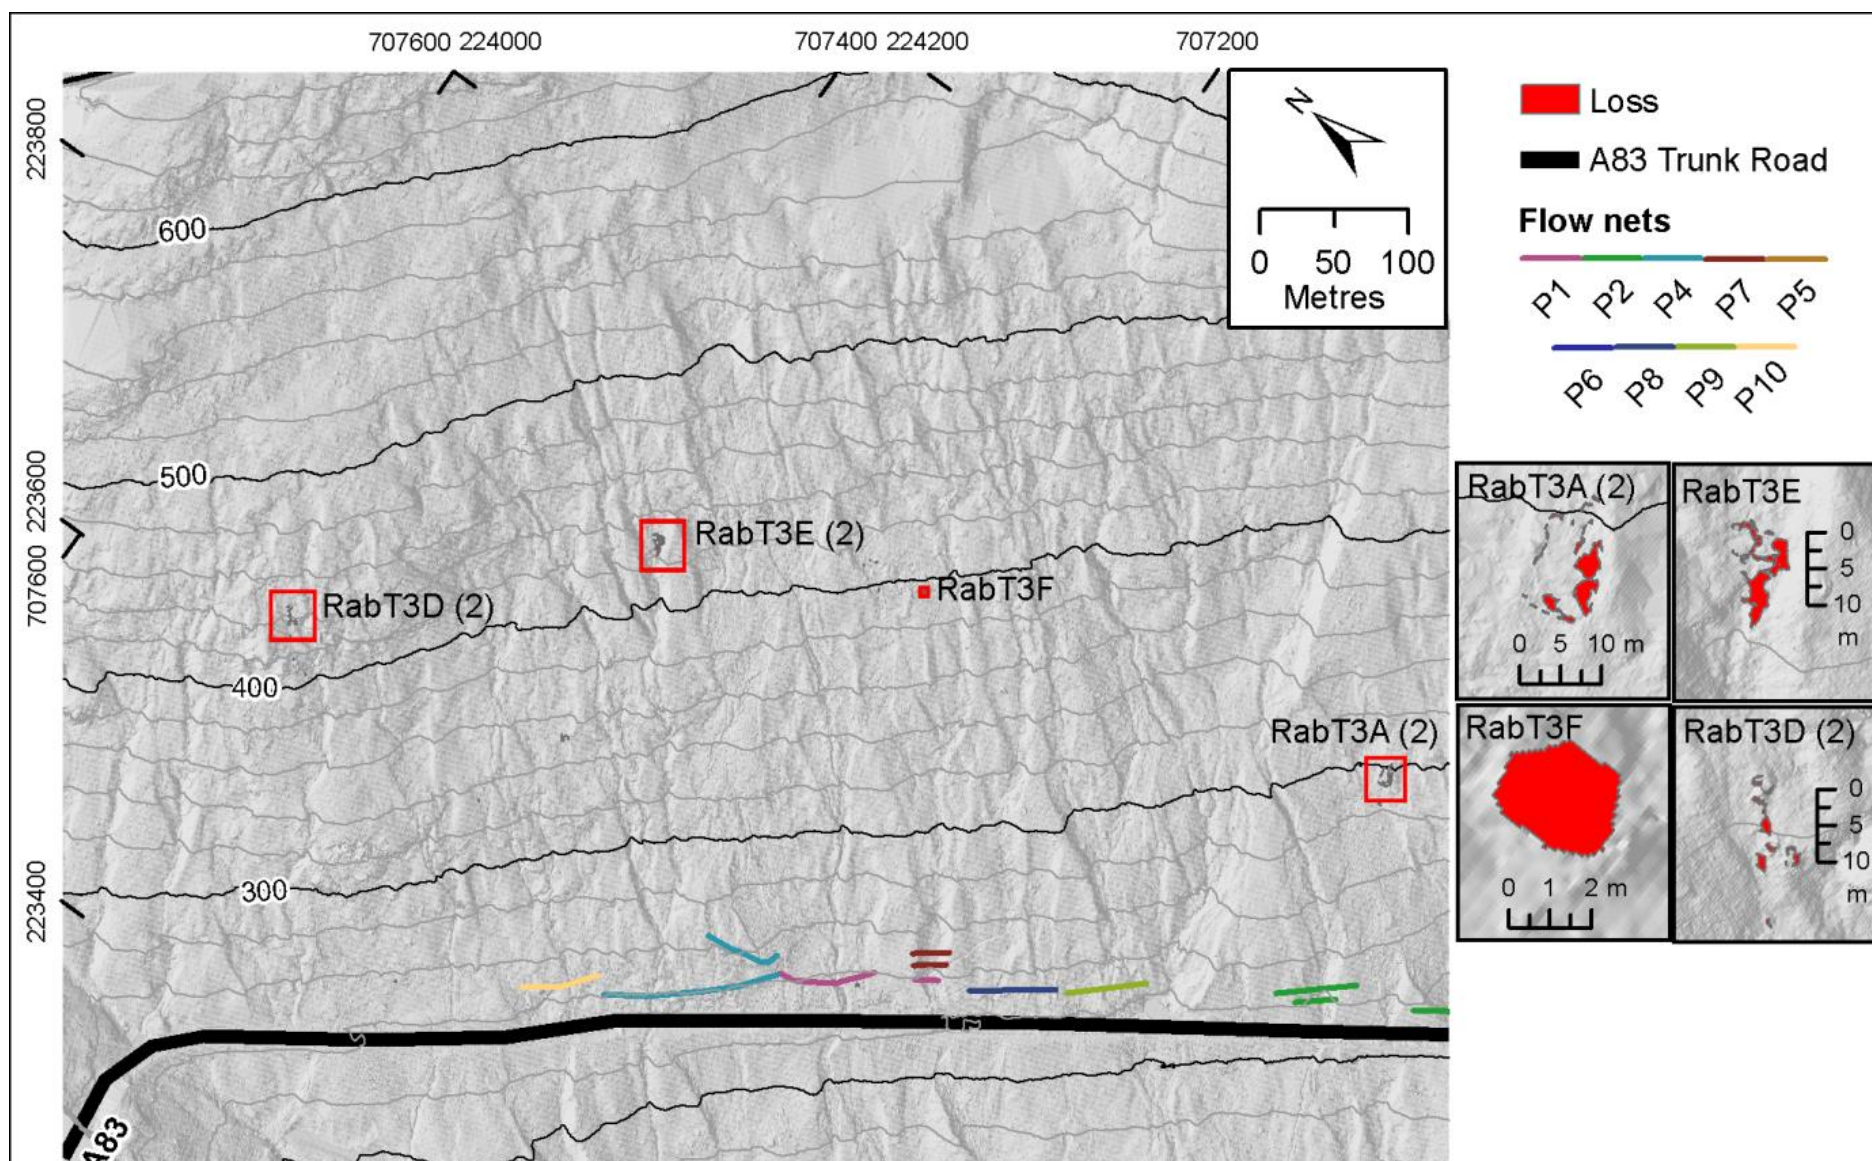 707600 224000
707400 224200
707200
223800
223600
707600
223400
600
500
400
300
RabT3E (2)
RabT3D (2)
RabT3F
RabT3A (2)
A83
N
0 50 100
Metres
Loss
A83 Trunk Road
Flow nets
P1 P2 P4 P7 P5
P6 P8 P9 P10
RabT3A (2)
0 5 10 m
RabT3E
0
5
10
m
RabT3F
0 1 2 m
RabT3D (2)
0
5
10
m